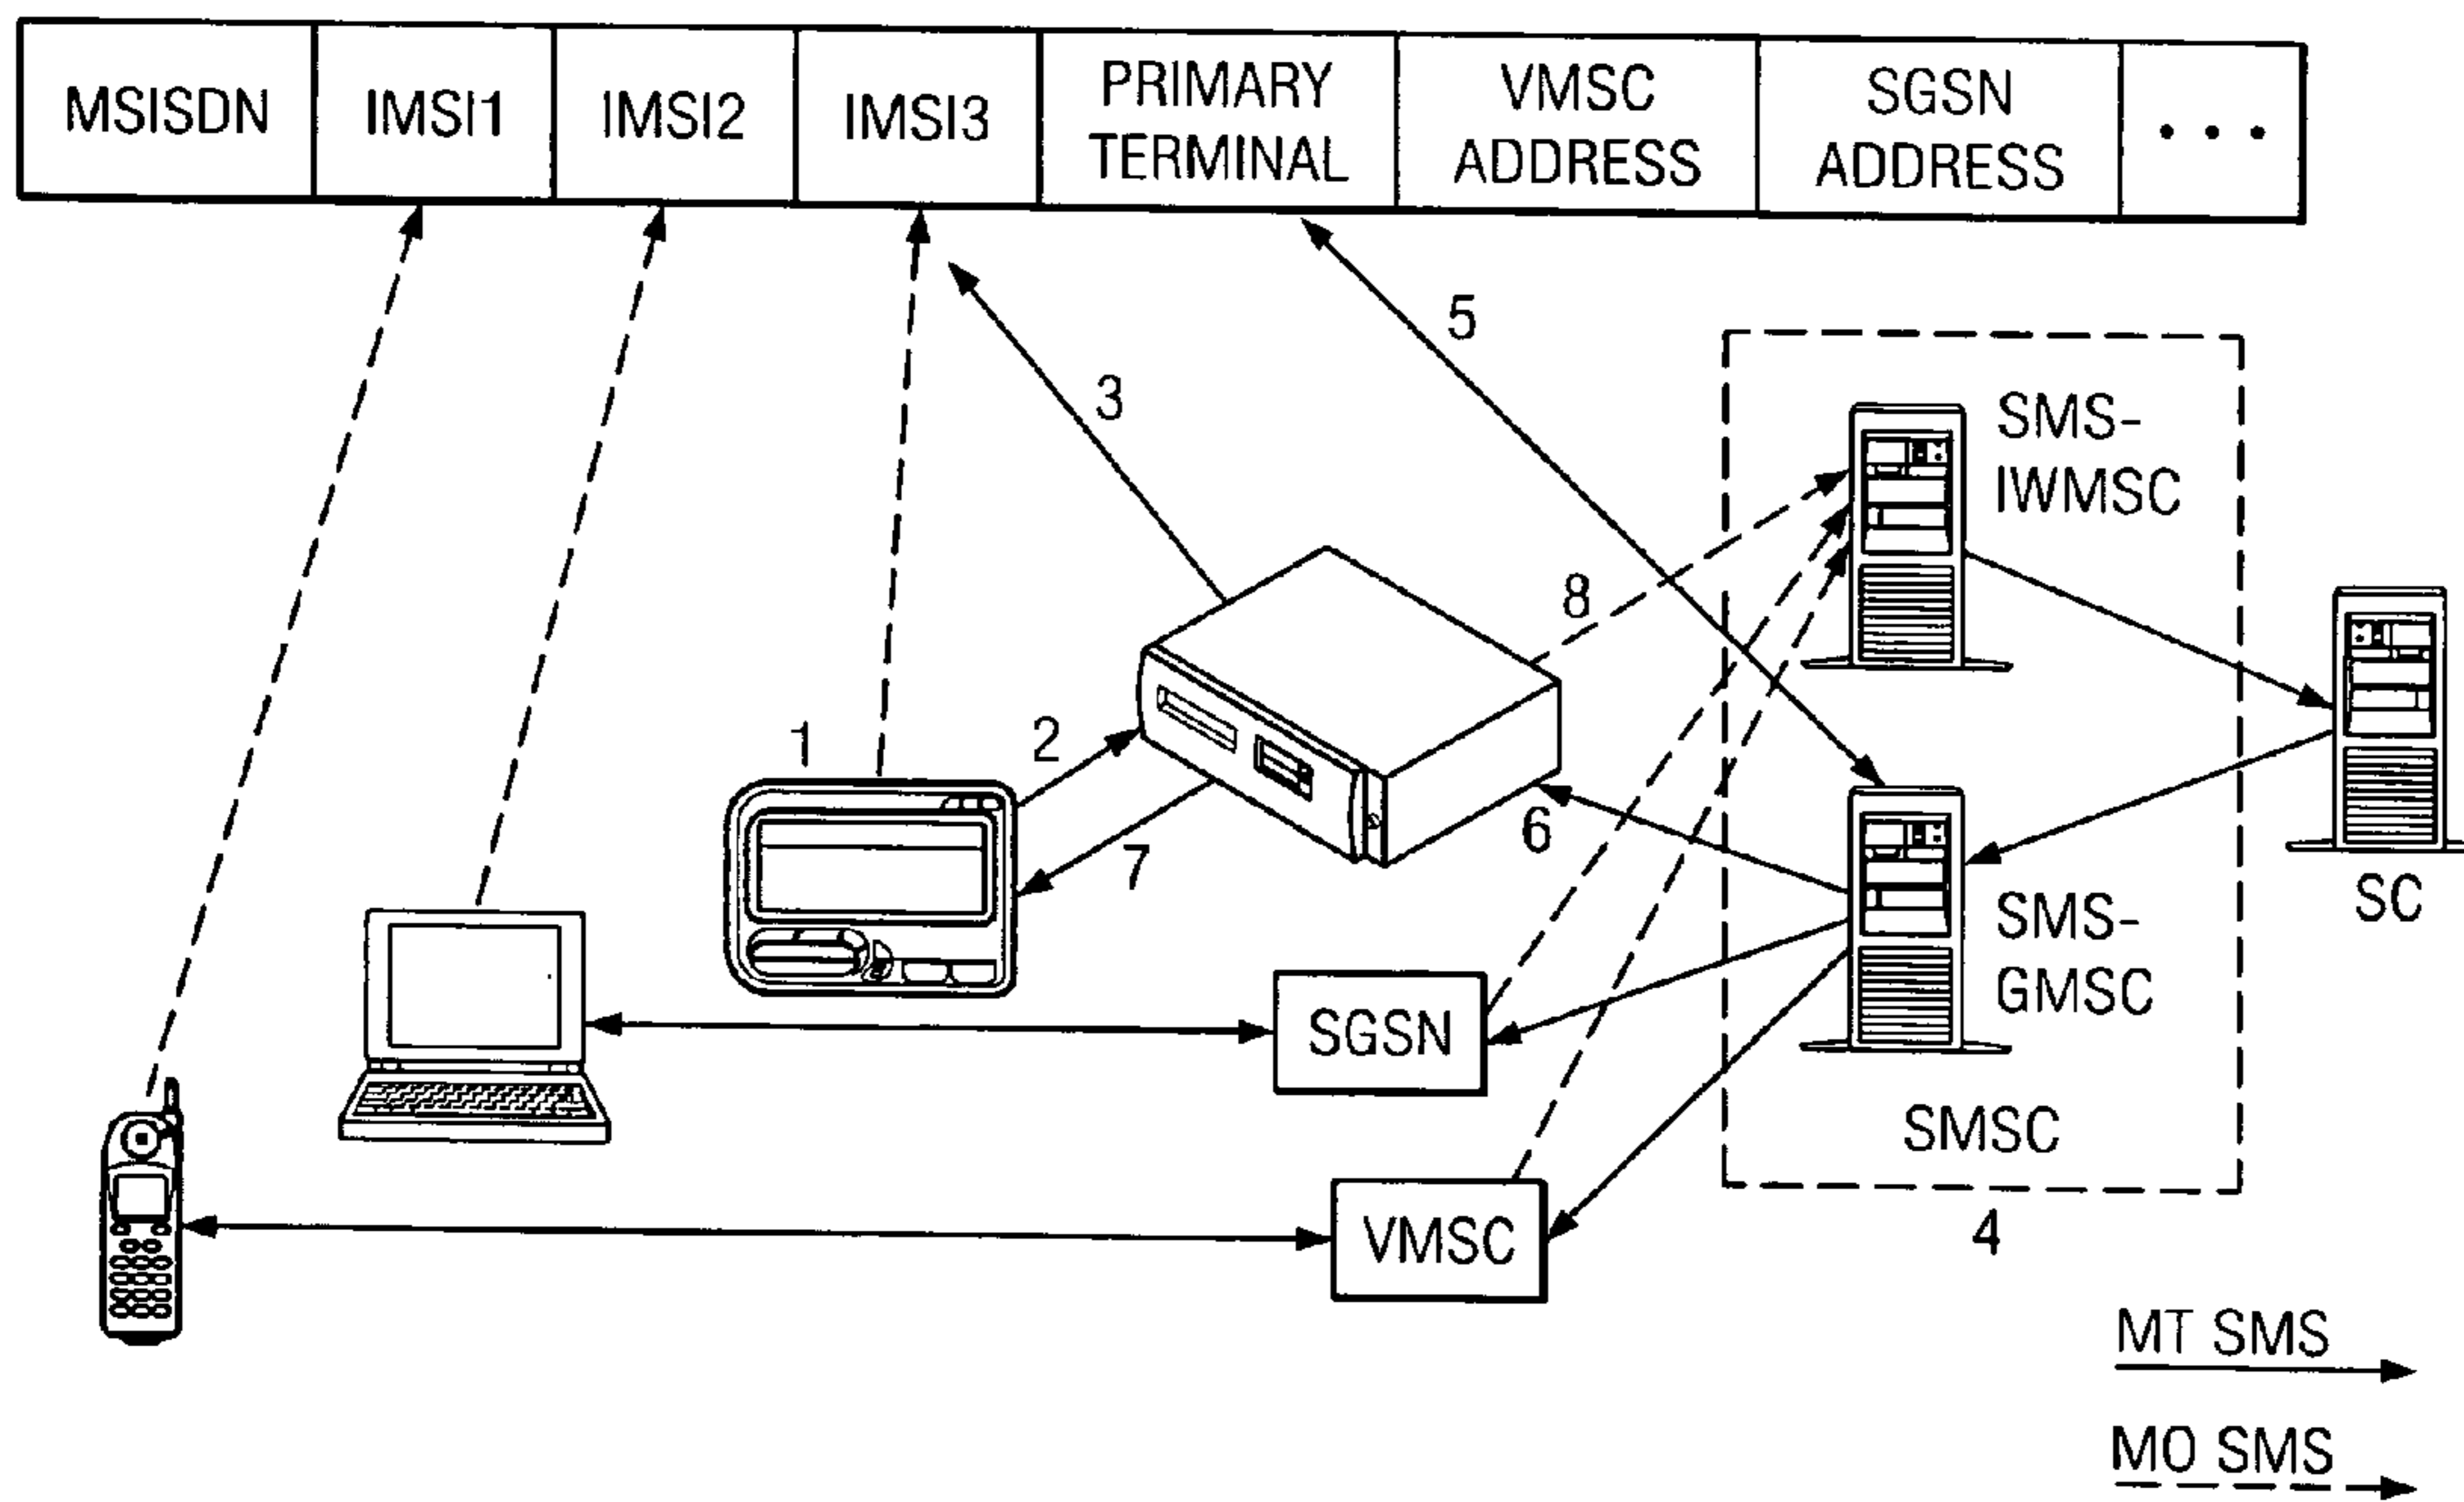 MSISDN
IMSI1
IMSI2
IMSI3
PRIMARY
TERMINAL
VMSC
ADDRESS
SGSN
ADDRESS
• • •
5
3
SMS-
IWMSC
8
1
2
6
7
SC
SMS-
GMSC
SGSN
SMSC
VMSC
4
MT SMS
MO SMS